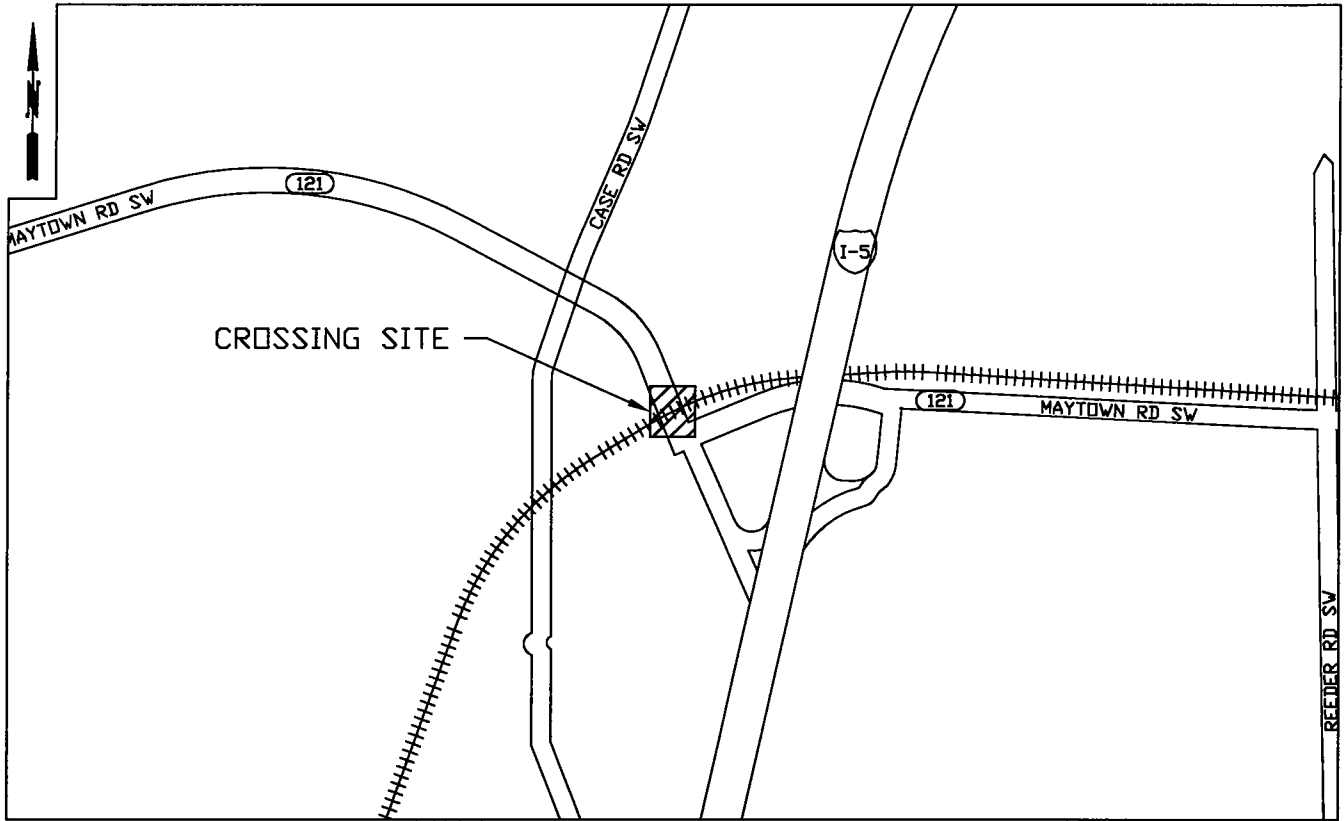 N
121
MAYTOWN RD SW
CASE RD SW
I-5
CROSSING SITE
121
MAYTOWN RD SW
REEDER RD SW